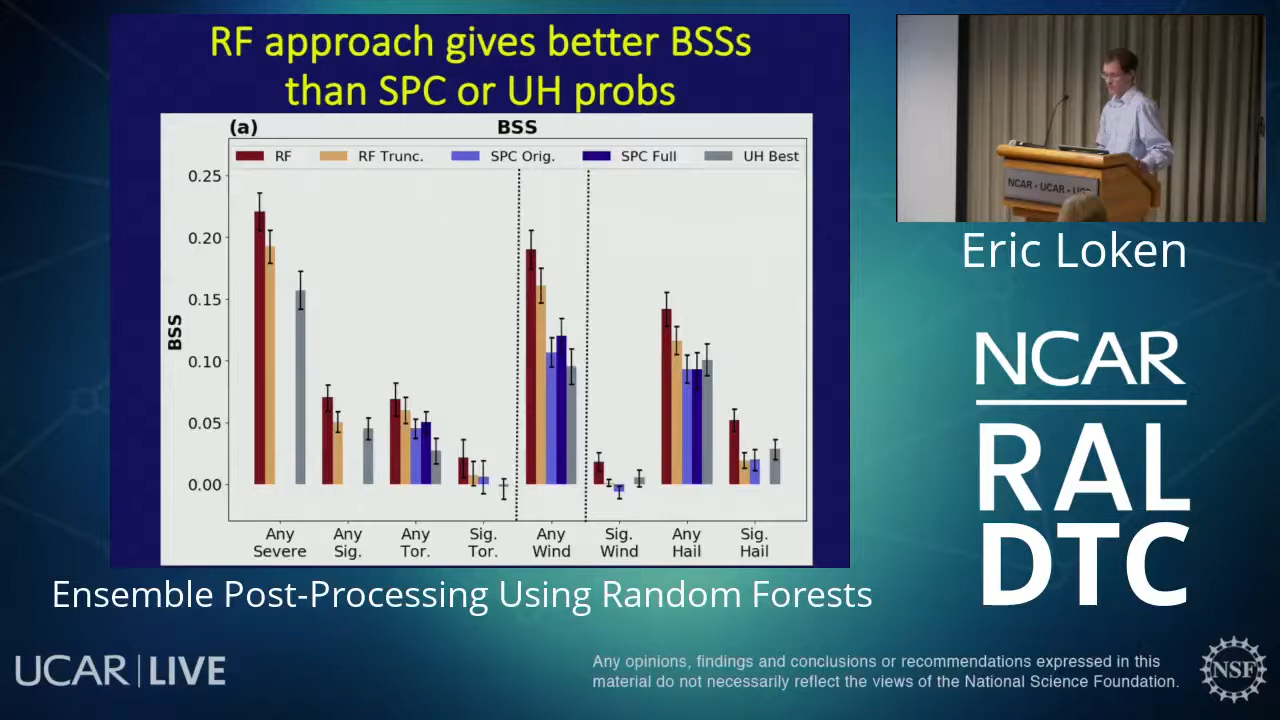 RF approach gives better BSSs
than SPC or UH probs
(a)
BSS
RF
RF Trunc.
SPC Orig.
SPC Full
UH Best
BSS
0.25
0.20
0.15
0.10
0.05
0.00
Any
Severe
Any
Sig.
Any
Tor.
Sig.
Tor.
Any
Wind
Sig.
Wind
Any
Hail
Sig.
Hail
NCAR - UCAR -
Eric Loken
NCAR
RAL
DTC
Ensemble Post-Processing Using Random Forests
UCAR | LIVE
Any opinions, findings and conclusions or recommendations expressed in this
material do not necessarily reflect the views of the National Science Foundation.
NSF